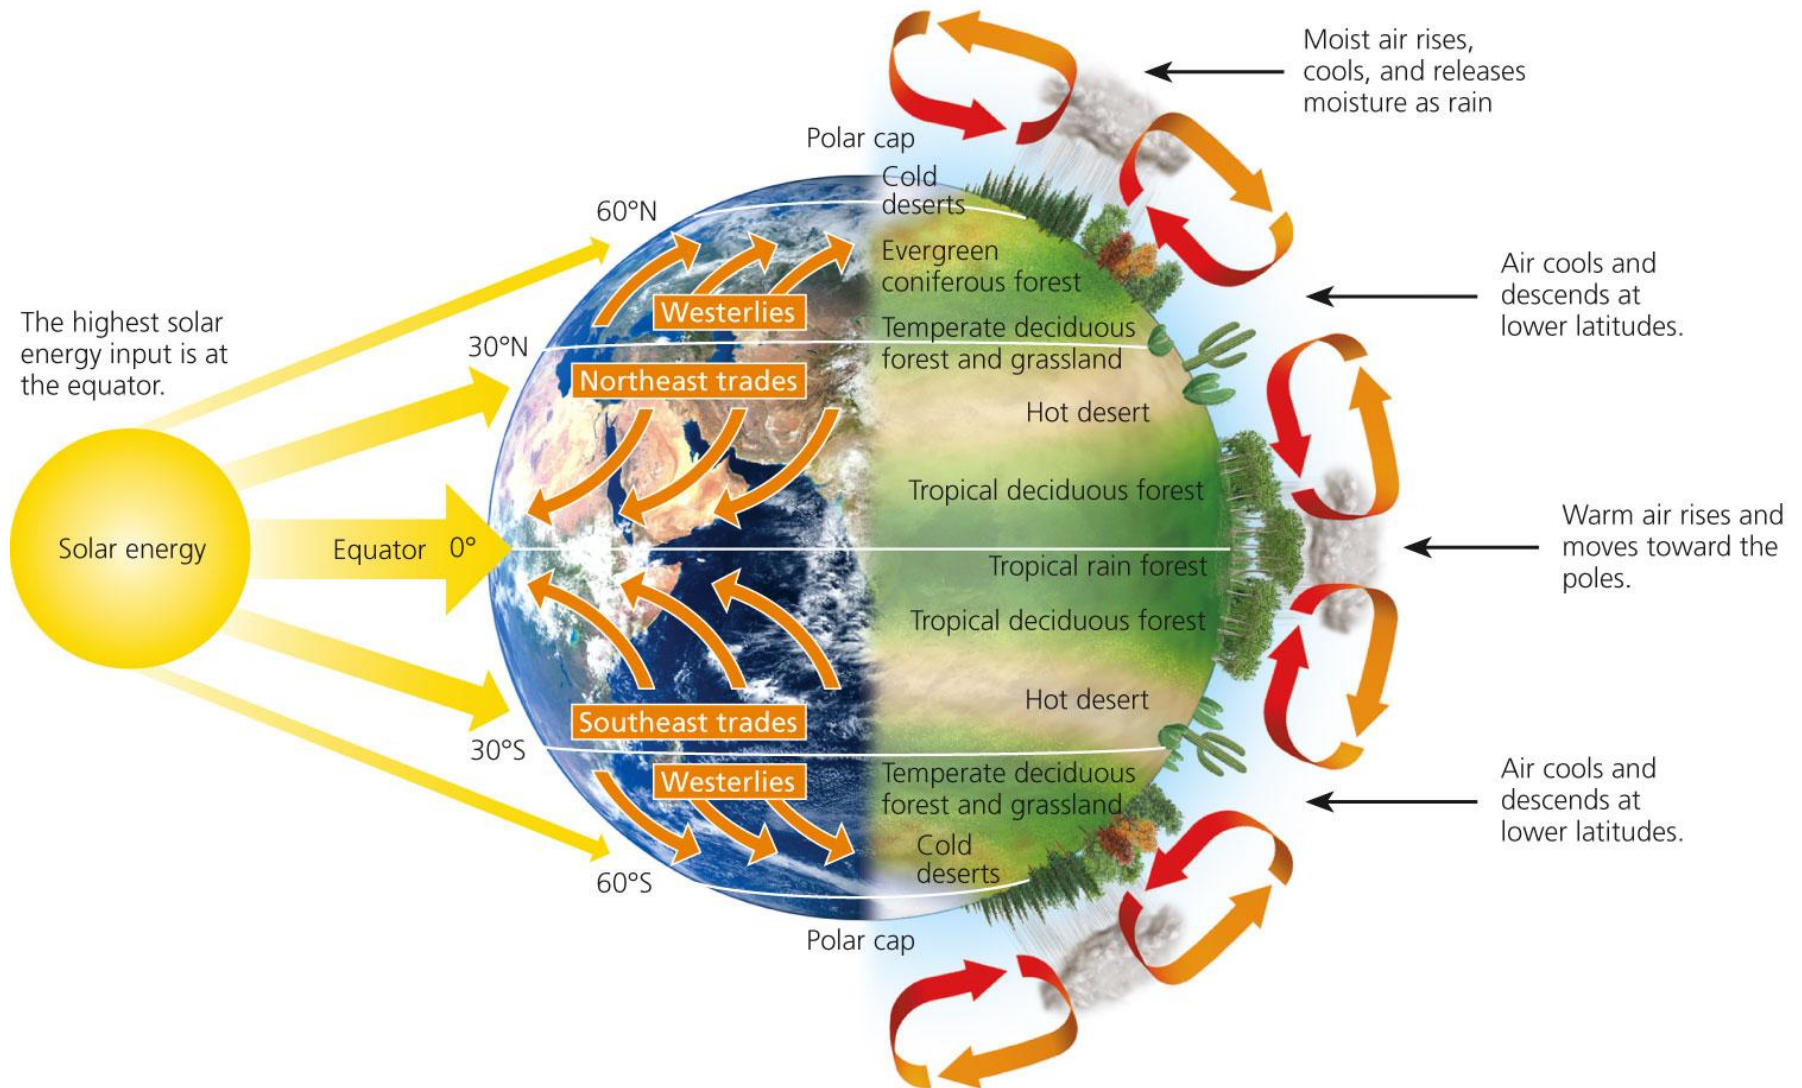 Moist air rises,
cools, and releases
moisture as rain
Polar cap
Cold
deserts
60°N
Evergreen
coniferous forest
Air cools and
descends at
lower latitudes.
Westerlies
The highest solar
energy input is at
the equator.
30°N
Temperate deciduous
forest and grassland
Northeast trades
Hot desert
Tropical deciduous forest
Solar energy
Equator 0°
Warm air rises and
moves toward the
poles.
Tropical rain forest
Tropical deciduous forest
Hot desert
Southeast trades
30°S
Westerlies
Temperate deciduous
forest and grassland
Air cools and
descends at
lower latitudes.
Cold
deserts
60°S
Polar cap